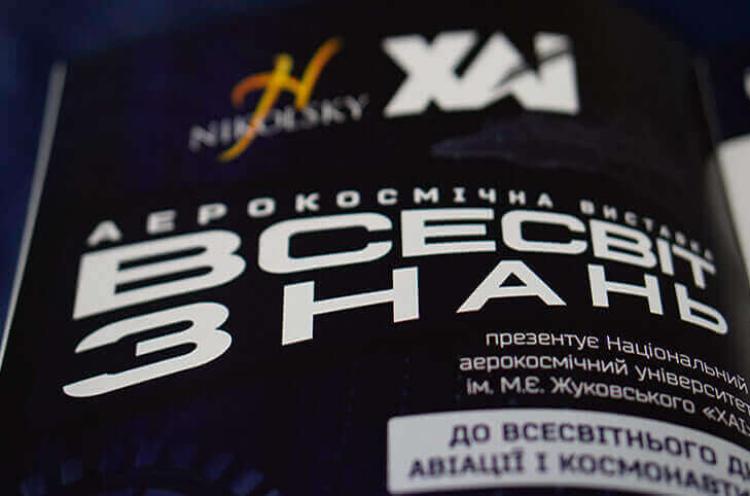 NIKOLSKY ХАІ
АЕРОКОСМІЧНА ВИСТАВКА
ВСЕСВІТ
ЗНАНЬ
презентує Національний
аерокосмічний університет
ім. М.Є. Жуковського «ХАІ»
ДО ВСЕСВІТНЬОГО
АВІАЦІЇ І КОСМОНАВТ